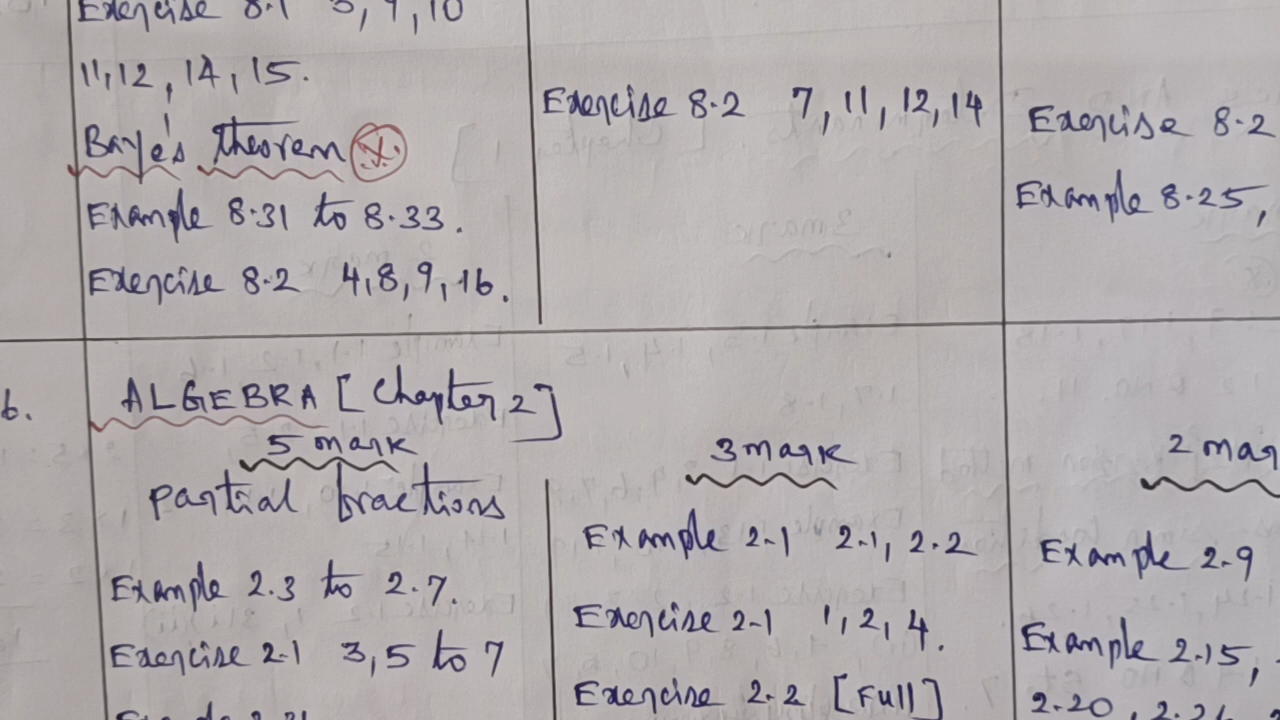 Exercise 8.1 5, 9, 10
11, 12, 14, 15.
Baye's theorem
Example 8.31 to 8.33.
Exercise 8.2 4, 8, 9, 16.
Exercise 8.2 7, 11, 12, 14
Exercise 8.2
Example 8.25,
6.
ALGEBRA [Chapter 2]
5 mark
Partial fractions
Example 2.3 to 2.7.
Exercise 2.1 3, 5 to 7
3 mark
Example 2.1 2.1, 2.2
Exercise 2.1 1, 2, 4.
Exercise 2.2 [Full]
2 mar
Example 2.9
Example 2.15,
2.20